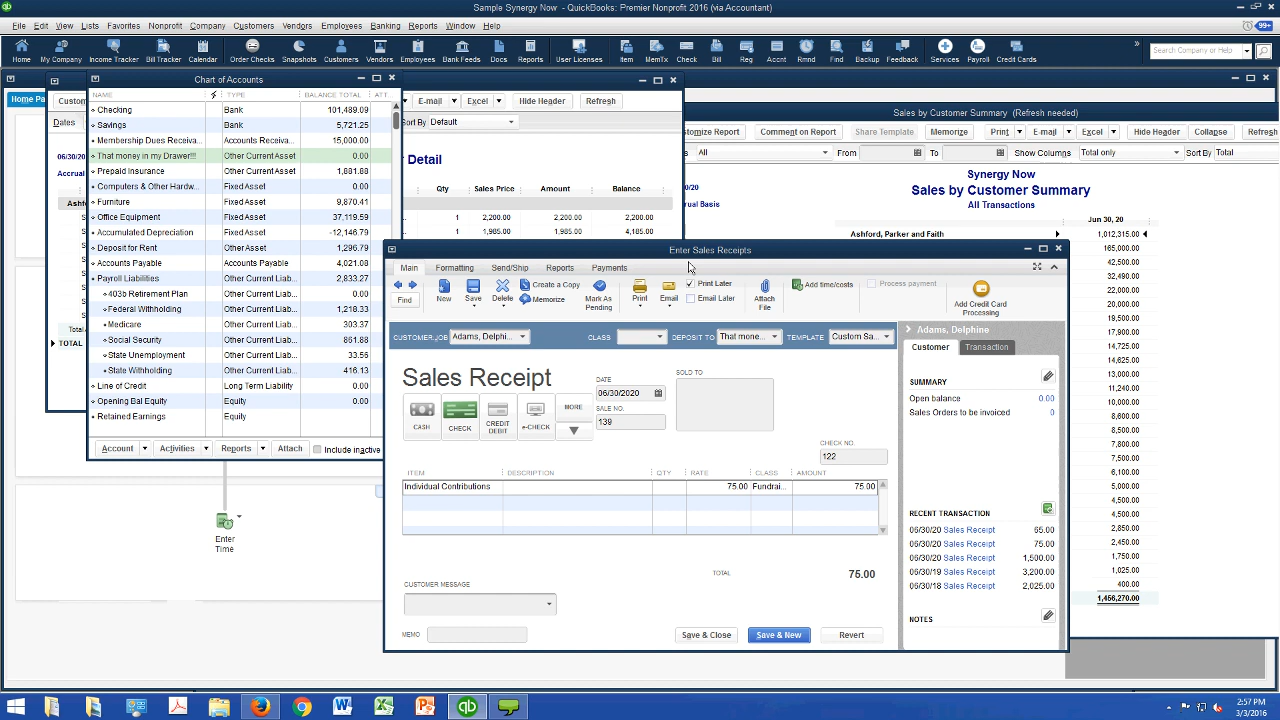 Sample Synergy Now - QuickBooks: Premier Nonprofit 2016 (via Accountant)
File Edit View Lists Favorites Nonprofit Company Customers Vendors Employees Banking Reports Window Help
99+
Home My Company Income Tracker Bill Tracker Calendar Order Checks Snapshots Customers Vendors Employees Bank Feeds Docs Reports User Licenses Item MemTx Check Bill Reg Accnt Rmnd Find Backup Feedback Services Payroll Credit Cards
Search Company or Help
Home Pa
Custom
Dates
06/30/20
Accrual
Ashfo
Total
TOTAL
Chart of Accounts
NAME TYPE BALANCE TOTAL ATT...
Checking Bank 101,489.09
Savings Bank 5,721.25
Membership Dues Receiva... Accounts Receiva... 15,000.00
That money in my Drawer!!! Other Current Asset 0.00
Prepaid Insurance Other Current Asset 1,881.88
Computers & Other Hardw... Fixed Asset 0.00
Furniture Fixed Asset 9,870.41
Office Equipment Fixed Asset 37,119.59
Accumulated Depreciation Fixed Asset -12,146.79
Deposit for Rent Other Asset 1,296.79
Accounts Payable Accounts Payable 4,021.08
Payroll Liabilities Other Current Liab... 2,833.27
403b Retirement Plan Other Current Liab... 0.00
Federal Withholding Other Current Liab... 1,218.37
Medicare Other Current Liab... 303.37
Social Security Other Current Liab... 861.88
State Unemployment Other Current Liab... 33.56
State Withholding Other Current Liab... 416.13
Line of Credit Long Term Liability 0.00
Opening Bal Equity Equity 0.00
Retained Earnings Equity
Account Activities Reports Attach Include inactive
Enter
Time
E-mail Excel Hide Header Refresh
Sort By Default
Detail
Qty Sales Price Amount Balance
1 2,200.00 2,200.00 2,200.00
1 1,985.00 1,985.00 4,185.00
Sales by Customer Summary (Refresh needed)
Customize Report Comment on Report Share Template Memorize Print E-mail Excel Hide Header Collapse Refresh
All From To Show Columns Total only Sort By Total
Synergy Now
Sales by Customer Summary
All Transactions
Jun 30, 20
Ashford, Parker and Faith 1,012,315.00
165,000.00
42,500.00
32,490.00
Enter Sales Receipts
Main Formatting Send/Ship Reports Payments
Find New Save Delete Create a Copy Memorize Mark As Pending Print Email Print Later Email Later Attach File Add time/costs Process payment Add Credit Card Processing
CUSTOMER:JOB Adams, Delphi... CLASS DEPOSIT TO That mone... TEMPLATE Custom Sa...
Sales Receipt
DATE
06/30/2020
SALE NO.
139
SOLD TO
CASH CHECK CREDIT DEBIT e-CHECK MORE
CHECK NO.
122
ITEM DESCRIPTION QTY RATE CLASS AMOUNT
Individual Contributions 75.00 Fundrai... 75.00
TOTAL 75.00
CUSTOMER MESSAGE
MEMO
Save & Close Save & New Revert
Adams, Delphine
Customer Transaction
SUMMARY
Open balance 0.00
Sales Orders to be invoiced 0
RECENT TRANSACTION
06/30/20 Sales Receipt 65.00
06/30/20 Sales Receipt 75.00
06/30/20 Sales Receipt 1,500.00
06/30/19 Sales Receipt 3,200.00
06/30/18 Sales Receipt 2,025.00
NOTES
19,500.00
18,000.00
17,900.00
14,725.00
14,625.00
13,000.00
11,240.00
10,000.00
8,600.00
7,800.00
7,475.00
6,100.00
5,000.00
4,500.00
4,500.00
2,850.00
2,450.00
1,750.00
1,025.00
400.00
1,456,270.00
2:57 PM
3/3/2016